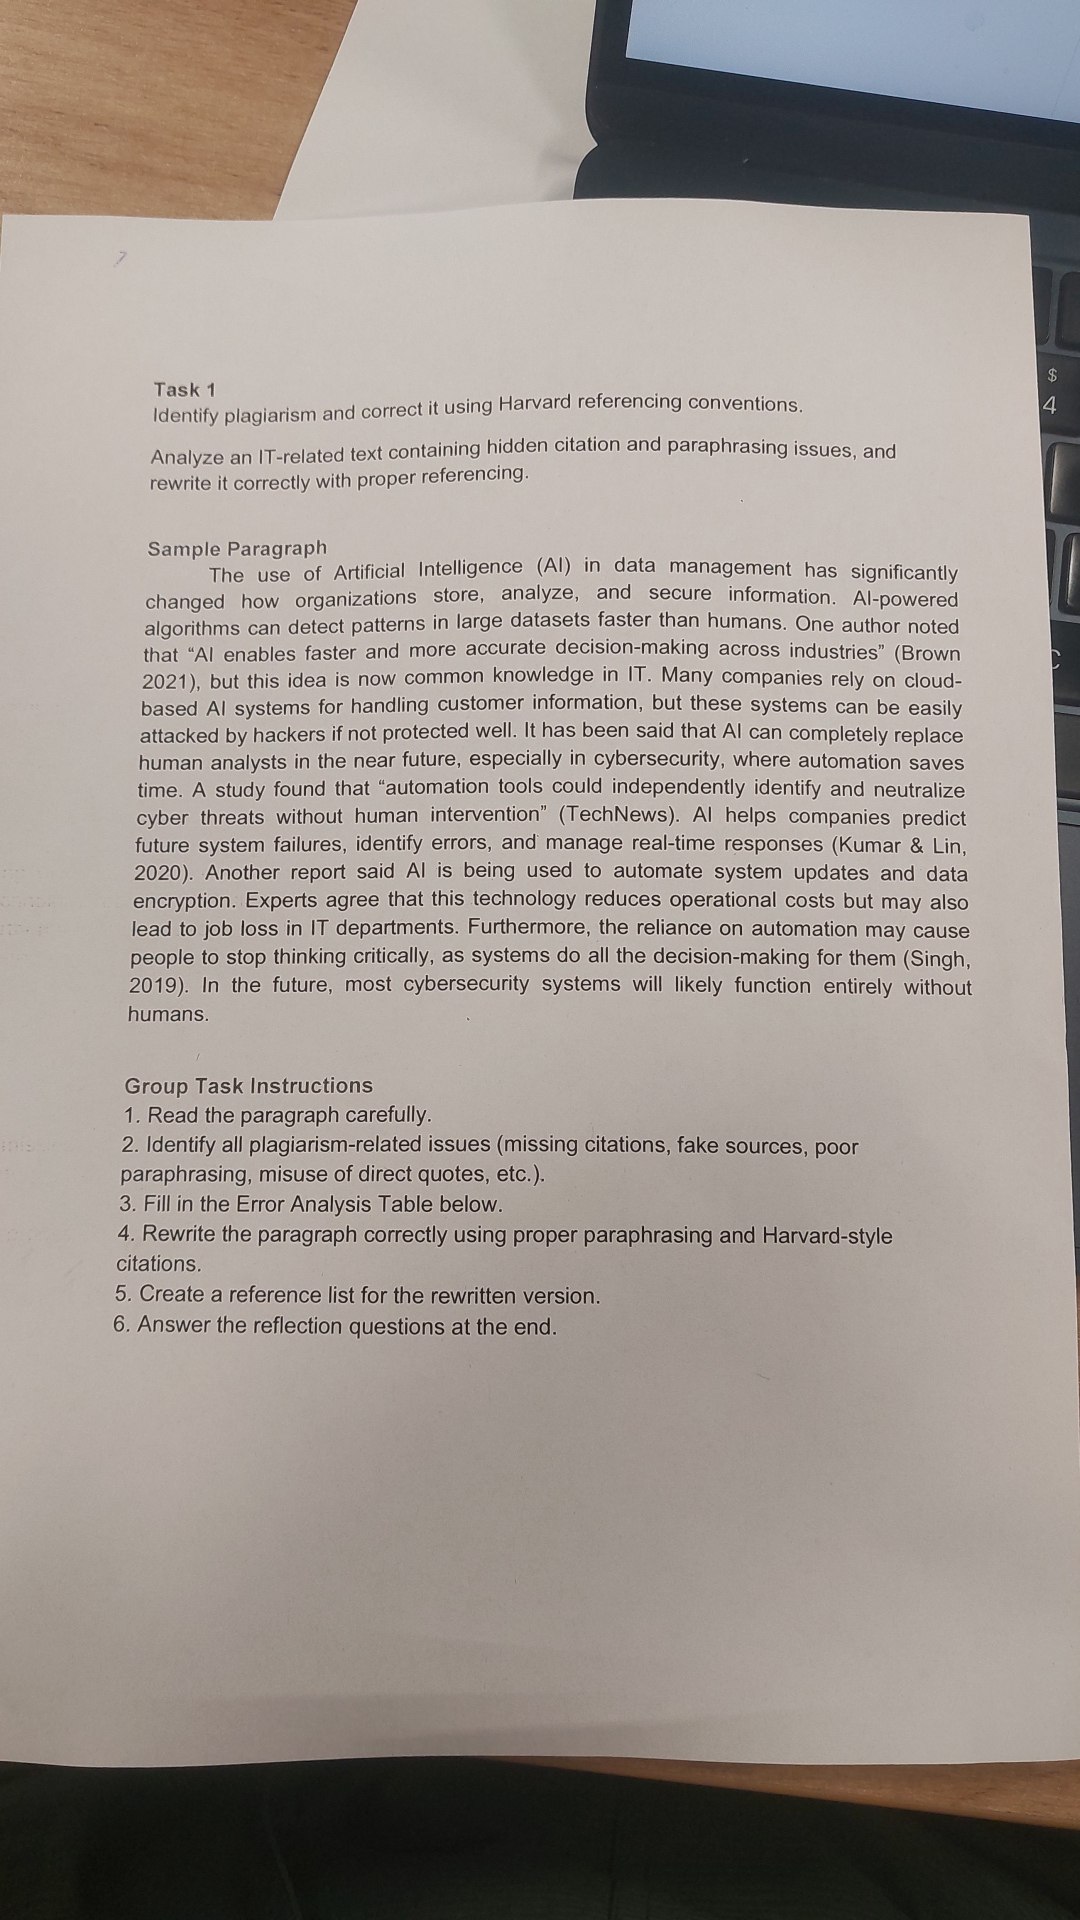 Task 1
Identify plagiarism and correct it using Harvard referencing conventions.
Analyze an IT-related text containing hidden citation and paraphrasing issues, and
rewrite it correctly with proper referencing.
Sample Paragraph
The use of Artificial Intelligence (AI) in data management has significantly
changed how organizations store, analyze, and secure information. AI-powered
algorithms can detect patterns in large datasets faster than humans. One author noted
that “AI enables faster and more accurate decision-making across industries” (Brown
2021), but this idea is now common knowledge in IT. Many companies rely on cloud-
based AI systems for handling customer information, but these systems can be easily
attacked by hackers if not protected well. It has been said that AI can completely replace
human analysts in the near future, especially in cybersecurity, where automation saves
time. A study found that “automation tools could independently identify and neutralize
cyber threats without human intervention” (TechNews). AI helps companies predict
future system failures, identify errors, and manage real-time responses (Kumar & Lin,
2020). Another report said AI is being used to automate system updates and data
encryption. Experts agree that this technology reduces operational costs but may also
lead to job loss in IT departments. Furthermore, the reliance on automation may cause
people to stop thinking critically, as systems do all the decision-making for them (Singh,
2019). In the future, most cybersecurity systems will likely function entirely without
humans.
Group Task Instructions
1. Read the paragraph carefully.
2. Identify all plagiarism-related issues (missing citations, fake sources, poor
paraphrasing, misuse of direct quotes, etc.).
3. Fill in the Error Analysis Table below.
4. Rewrite the paragraph correctly using proper paraphrasing and Harvard-style
citations.
5. Create a reference list for the rewritten version.
6. Answer the reflection questions at the end.
$
4